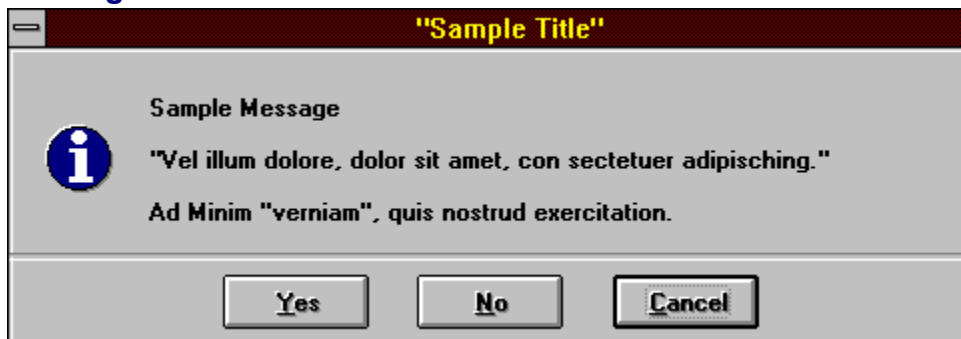 "Sample Title"
Sample Message
"Vel illum dolore, dolor sit amet, con sectetuer adipisching."
Ad Minim "verniam", quis nostrud exercitation.
Yes No Cancel